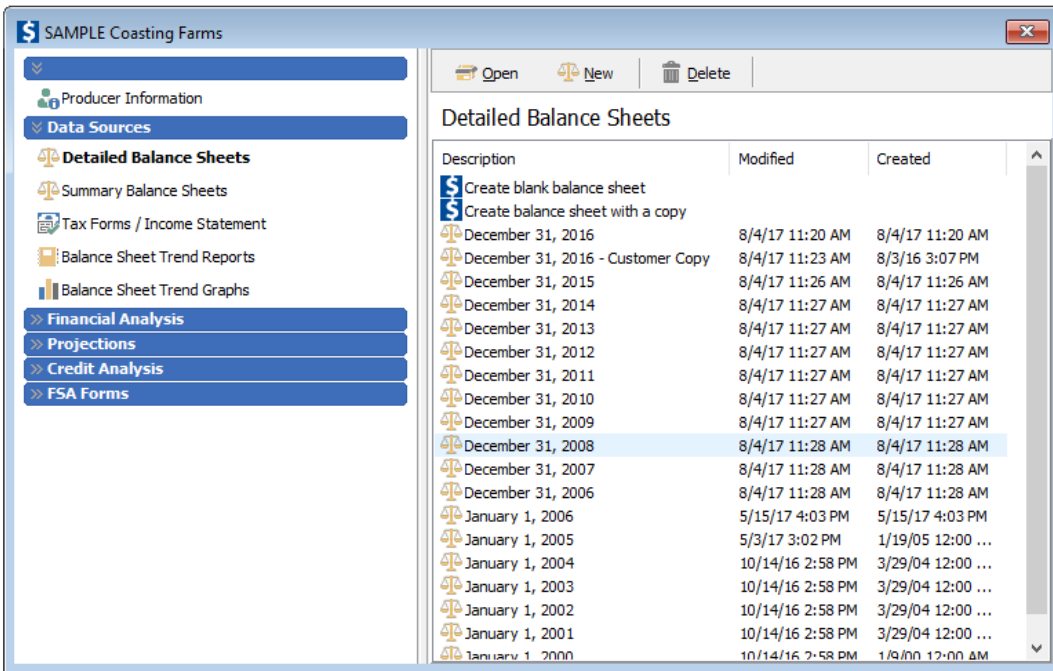 SAMPLE Coasting Farms
Producer Information
Data Sources
Detailed Balance Sheets
Summary Balance Sheets
Tax Forms / Income Statement
Balance Sheet Trend Reports
Balance Sheet Trend Graphs
Financial Analysis
Projections
Credit Analysis
FSA Forms
Open New Delete
Detailed Balance Sheets
Description Modified Created
Create blank balance sheet
Create balance sheet with a copy
December 31, 2016 8/4/17 11:20 AM 8/4/17 11:20 AM
December 31, 2016 - Customer Copy 8/4/17 11:23 AM 8/3/16 3:07 PM
December 31, 2015 8/4/17 11:26 AM 8/4/17 11:26 AM
December 31, 2014 8/4/17 11:27 AM 8/4/17 11:27 AM
December 31, 2013 8/4/17 11:27 AM 8/4/17 11:27 AM
December 31, 2012 8/4/17 11:27 AM 8/4/17 11:27 AM
December 31, 2011 8/4/17 11:27 AM 8/4/17 11:27 AM
December 31, 2010 8/4/17 11:27 AM 8/4/17 11:27 AM
December 31, 2009 8/4/17 11:27 AM 8/4/17 11:27 AM
December 31, 2008 8/4/17 11:28 AM 8/4/17 11:28 AM
December 31, 2007 8/4/17 11:28 AM 8/4/17 11:28 AM
December 31, 2006 8/4/17 11:28 AM 8/4/17 11:28 AM
January 1, 2006 5/15/17 4:03 PM 5/15/17 4:03 PM
January 1, 2005 5/3/17 3:02 PM 1/19/05 12:00 ...
January 1, 2004 10/14/16 2:58 PM 3/29/04 12:00 ...
January 1, 2003 10/14/16 2:58 PM 3/29/04 12:00 ...
January 1, 2002 10/14/16 2:58 PM 3/29/04 12:00 ...
January 1, 2001 10/14/16 2:58 PM 3/29/04 12:00 ...
January 1, 2000 10/14/16 2:58 PM 1/9/00 12:00 AM